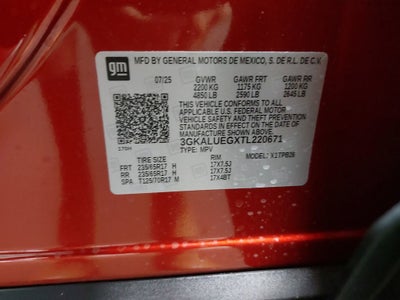 gm
MFD BY GENERAL MOTORS DE MEXICO, S. DE R.L. DE C.V.
07/25 GVWR GAWR FRT GAWR RR
2200 KG 1175 KG 1200 KG
4850 LB 2590 LB 2645 LB
THIS VEHICLE CONFORMS TO ALL
APPLICABLE U.S. FEDERAL MOTOR
VEHICLE SAFETY AND THEFT PREVENTION
STANDARDS IN EFFECT ON THE DATE OF
MANUFACTURE SHOWN ABOVE.
3GKALUEGXTL220671
TYPE: MPV MODEL: X1TPB26
TIRE SIZE RIM
FRT 235/65R17 H 17X7.5J
RR 235/65R17 H 17X7.5J
SPA T125/70R17 M 17X4BT